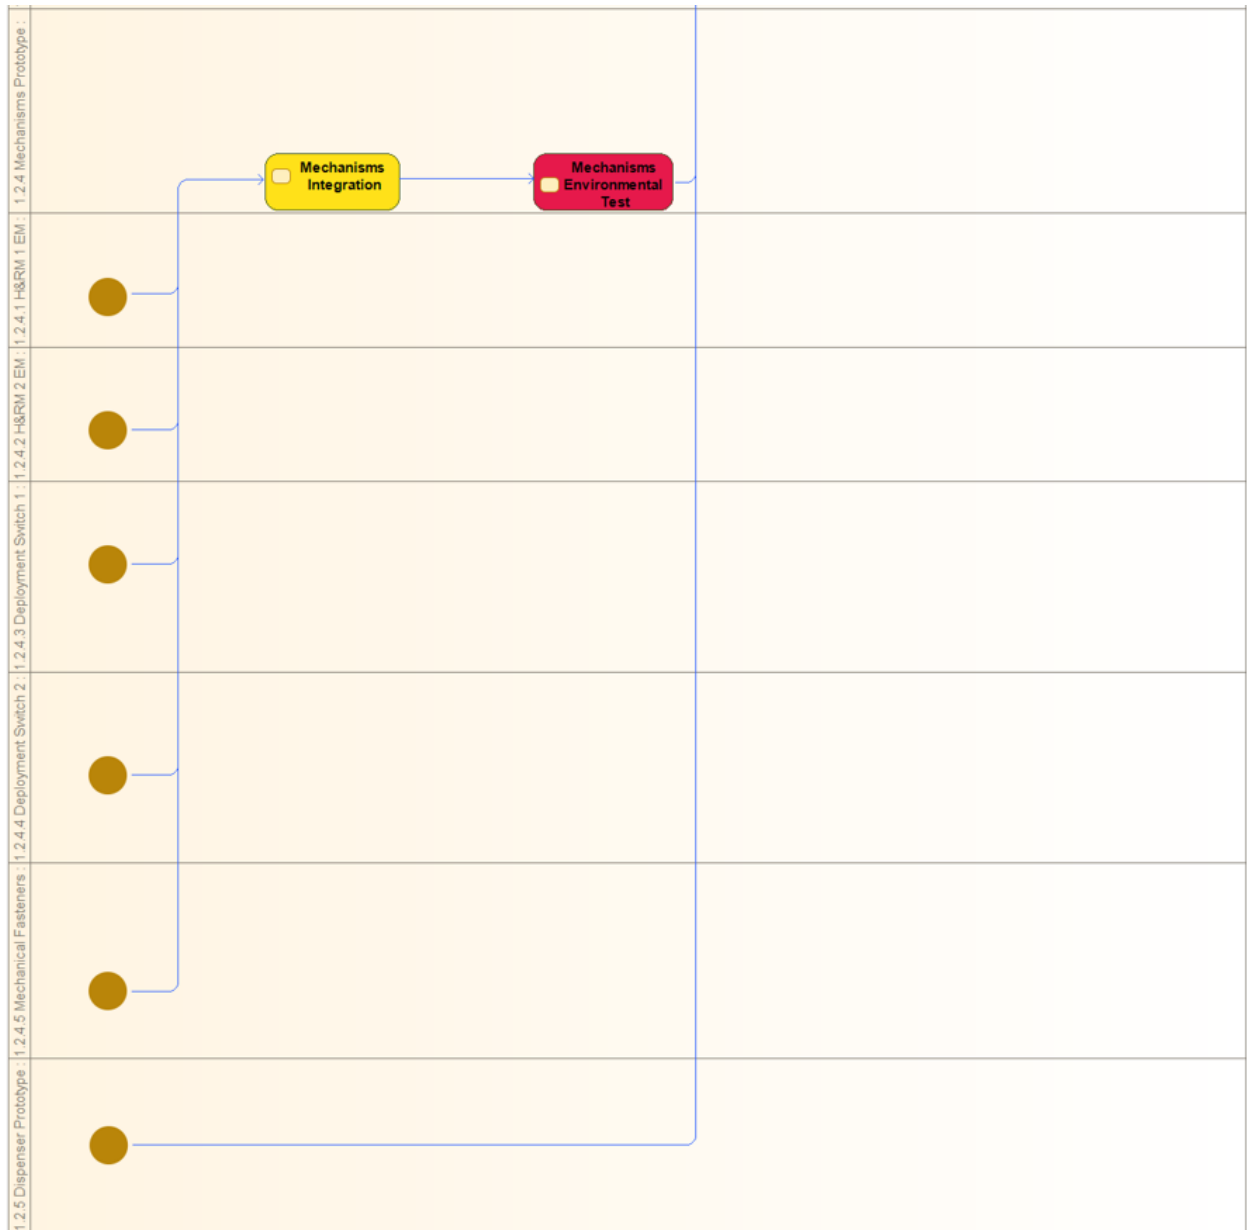 1.2.4 Mechanisms Prototype :
Mechanisms
Integration
Mechanisms
Environmental
Test
1.2.4.1 H&RM 1 EM :
1.2.4.2 H&RM 2 EM :
1.2.4.3 Deployment Switch 1 :
1.2.4.4 Deployment Switch 2 :
1.2.4.5 Mechanical Fasteners :
1.2.5 Dispenser Prototype :